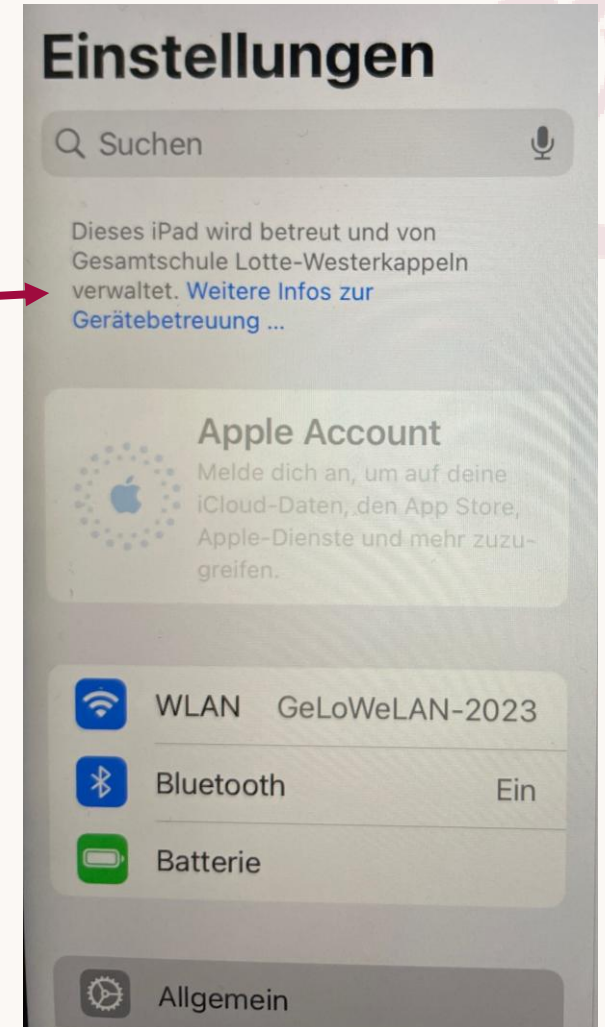 Einstellungen
Suchen
Dieses iPad wird betreut und von
Gesamtschule Lotte-Westerkappeln
verwaltet. Weitere Infos zur
Gerätebetreuung ...
Apple Account
Melde dich an, um auf deine
iCloud-Daten, den App Store,
Apple-Dienste und mehr zuzu-
greifen.
WLAN GeLoWeLAN-2023
Bluetooth Ein
Batterie
Allgemein